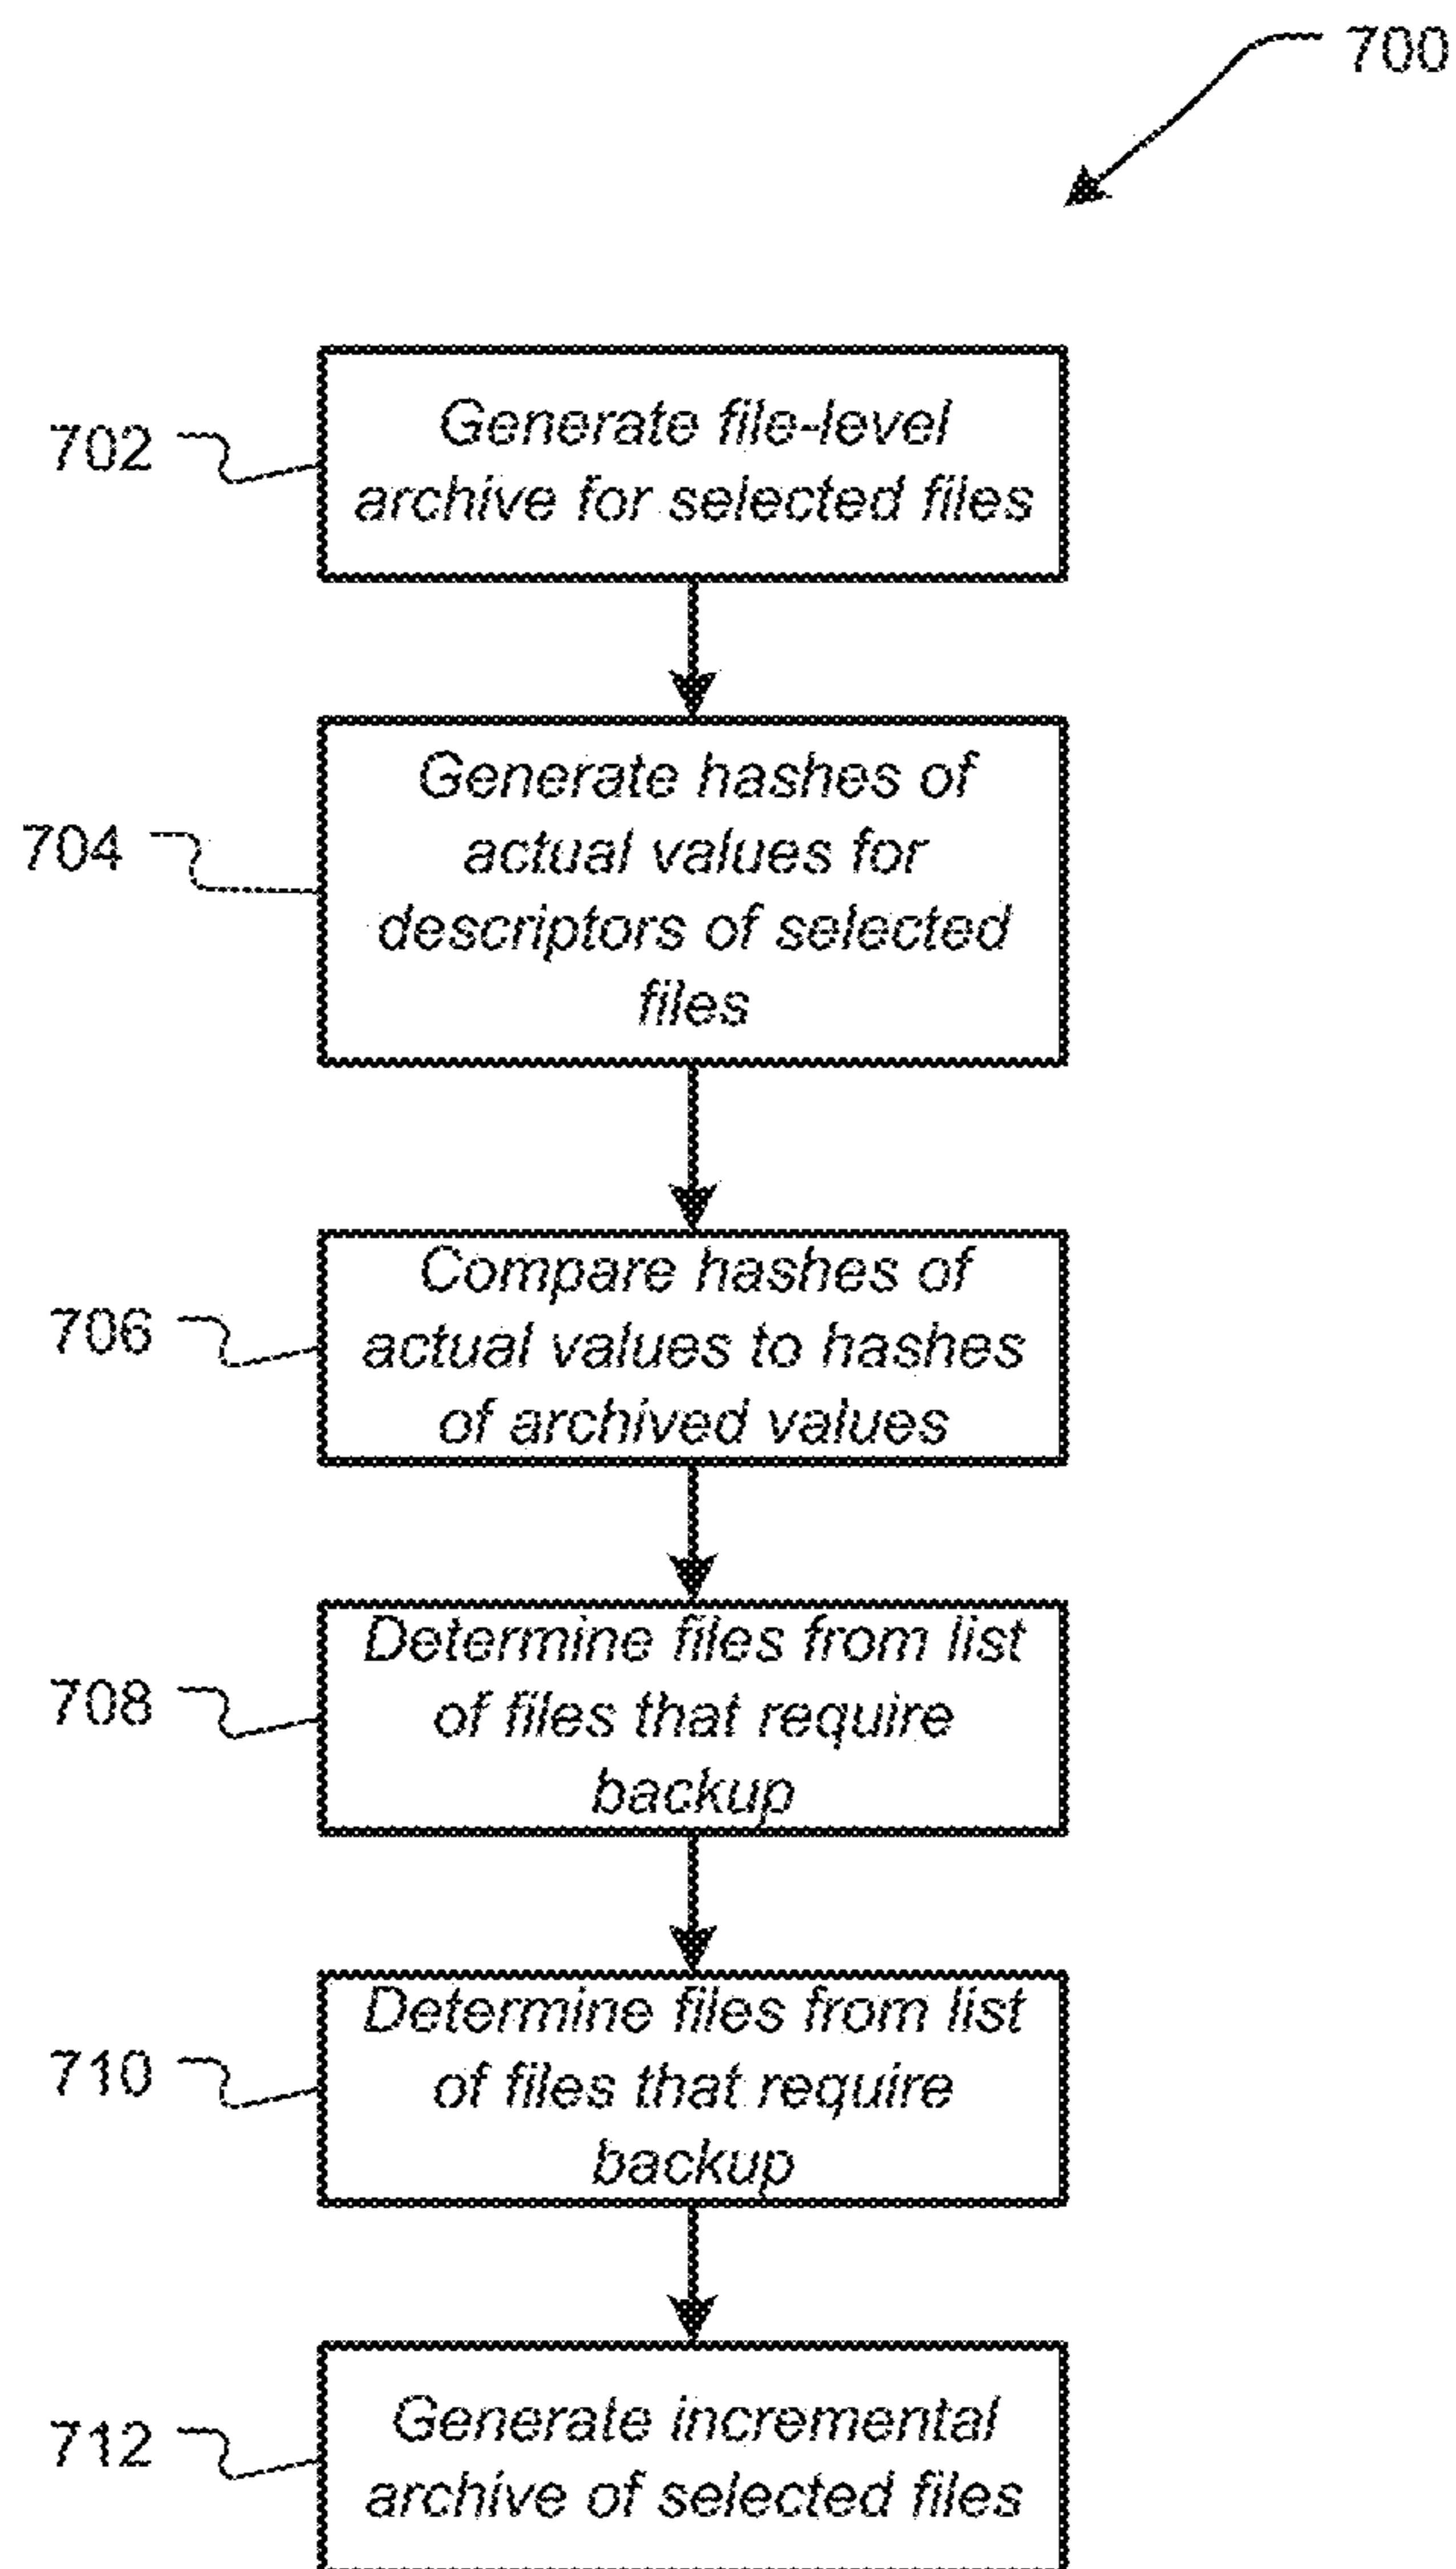 700
702
Generate file-level
archive for selected files
704
Generate hashes of
actual values for
descriptors of selected
files
706
Compare hashes of
actual values to hashes
of archived values
708
Determine files from list
of files that require
backup
710
Determine files from list
of files that require
backup
712
Generate incremental
archive of selected files